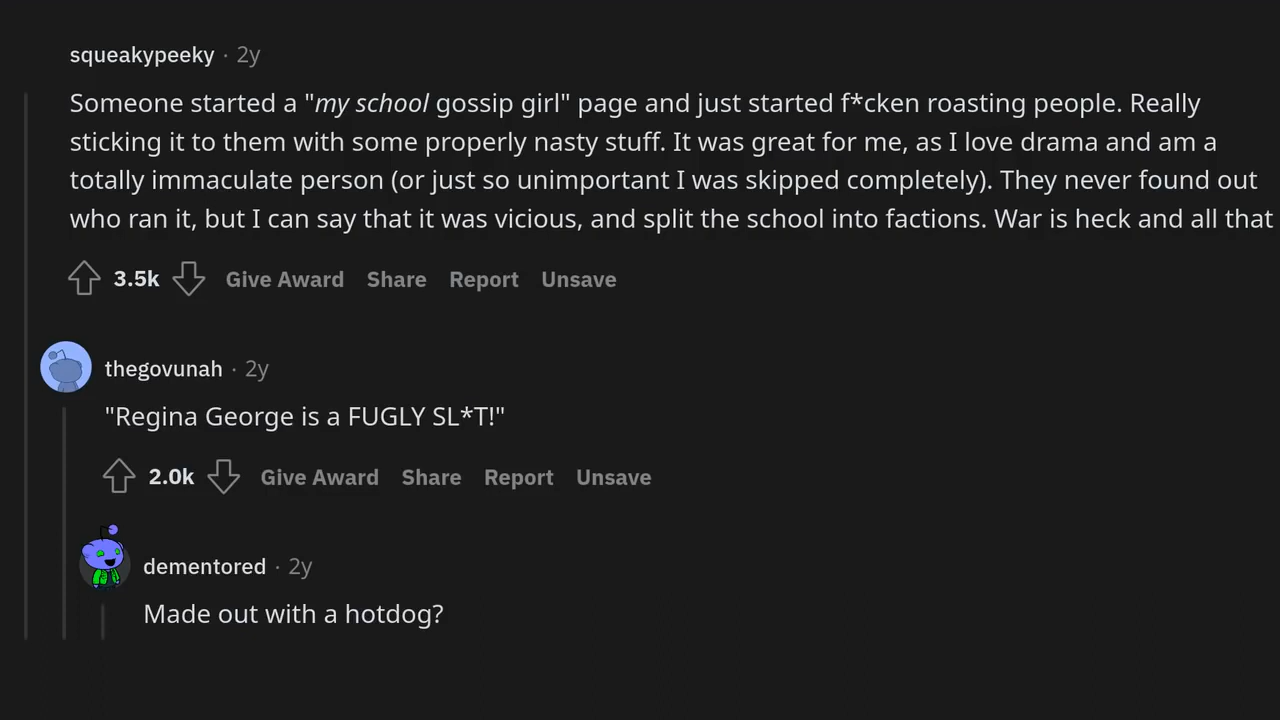 squeakypeeky · 2y
Someone started a "my school gossip girl" page and just started f*cken roasting people. Really
sticking it to them with some properly nasty stuff. It was great for me, as I love drama and am a
totally immaculate person (or just so unimportant I was skipped completely). They never found out
who ran it, but I can say that it was vicious, and split the school into factions. War is heck and all that
3.5k Give Award Share Report Unsave
thegovunah · 2y
"Regina George is a FUGLY SL*T!"
2.0k Give Award Share Report Unsave
dementored · 2y
Made out with a hotdog?